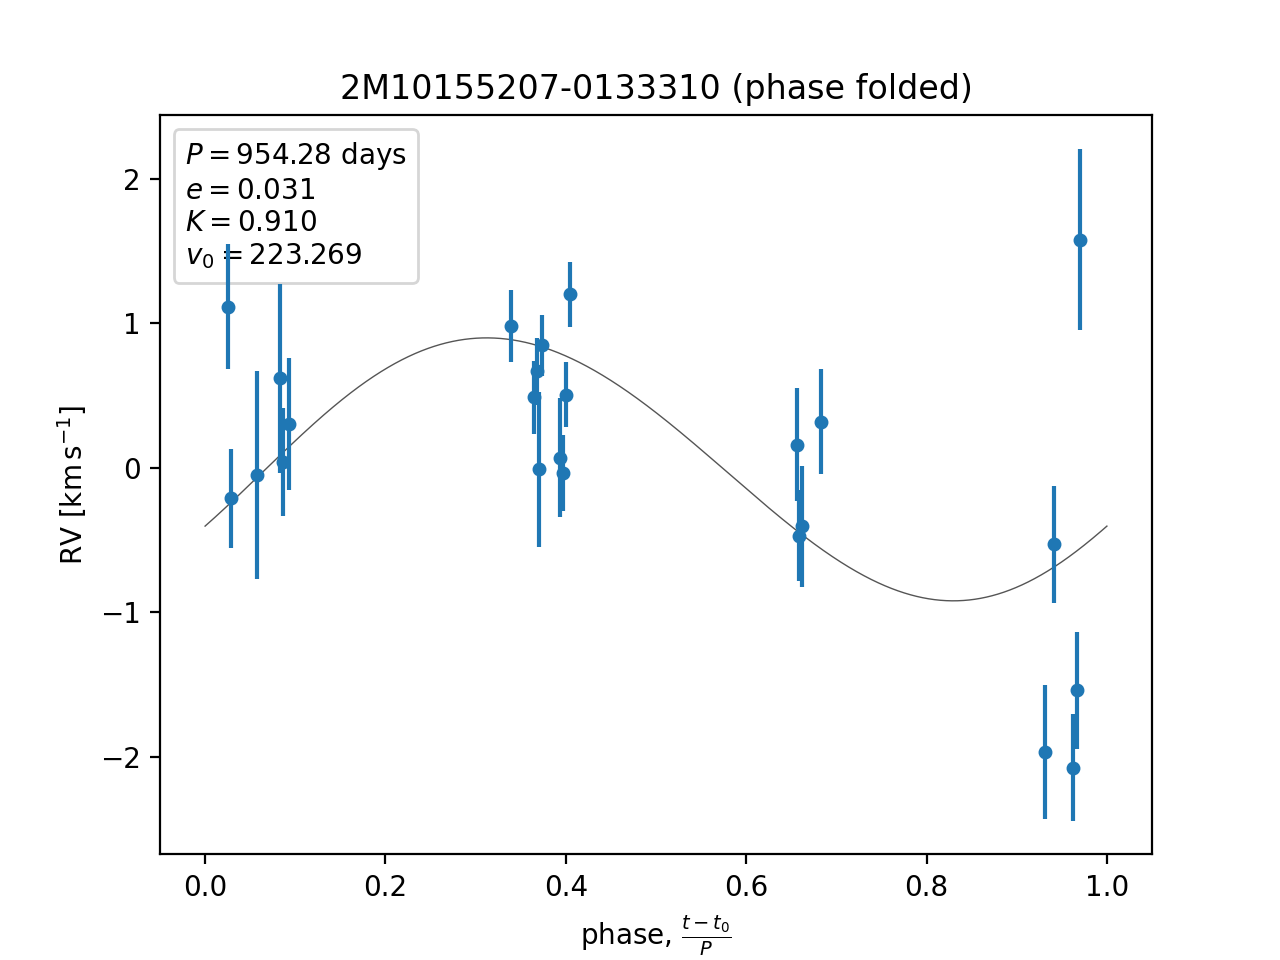 2M10155207-0133310 (phase folded)
P = 954.28 days
e = 0.031
K = 0.910
v₀ = 223.269
2
1
0
−1
−2
RV [km s⁻¹]
0.0 0.2 0.4 0.6 0.8 1.0
phase, (t − t₀)/P